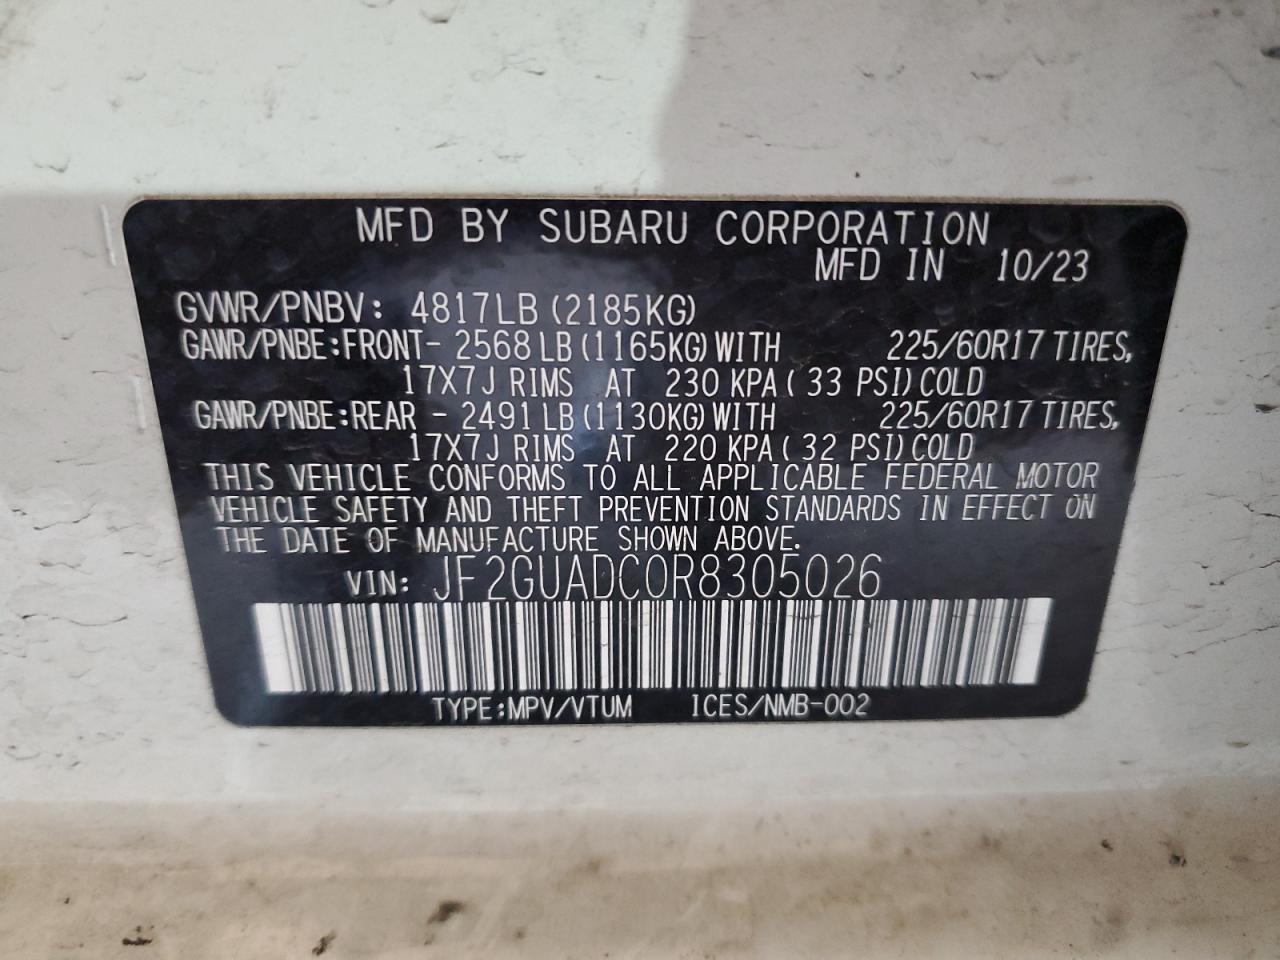 MFD BY SUBARU CORPORATION
MFD IN 10/23
GVWR/PNBV: 4817LB (2185KG)
GAWR/PNBE:FRONT- 2568 LB (1165KG) WITH 225/60R17 TIRES,
17X7J RIMS AT 230 KPA ( 33 PSI) COLD
GAWR/PNBE:REAR - 2491 LB (1130KG) WITH 225/60R17 TIRES,
17X7J RIMS AT 220 KPA ( 32 PSI) COLD
THIS VEHICLE CONFORMS TO ALL APPLICABLE FEDERAL MOTOR
VEHICLE SAFETY AND THEFT PREVENTION STANDARDS IN EFFECT ON
THE DATE OF MANUFACTURE SHOWN ABOVE.
VIN: JF2GUADC0R8305026
TYPE:MPV/VTUM ICES/NMB-002